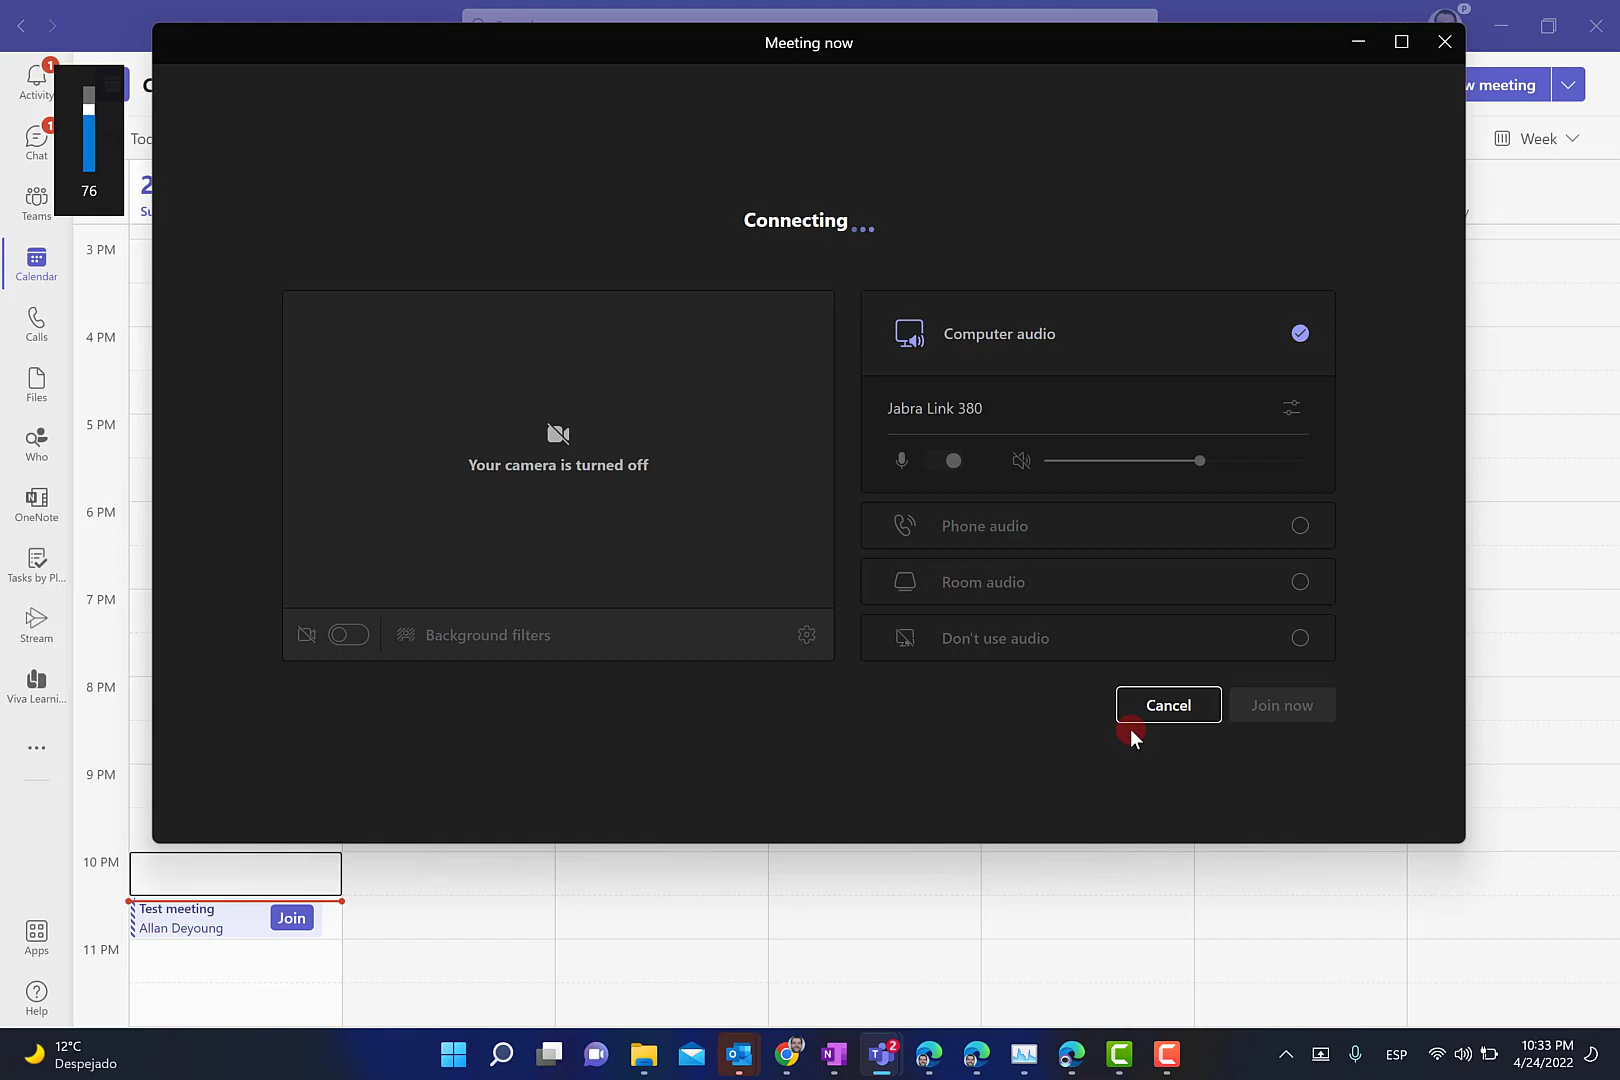 Meeting now
P
Activity
1
w meeting
Tod
Week
76
Chat
1
Teams
Connecting...
3 PM
Calendar
Computer audio
Calls
4 PM
Jabra Link 380
Files
5 PM
Your camera is turned off
Who
6 PM
OneNote
Phone audio
Tasks by Pl...
Room audio
7 PM
Background filters
Don't use audio
Stream
8 PM
Viva Learni...
Cancel
Join now
9 PM
10 PM
Test meeting
Allan Deyoung
Join
11 PM
Apps
Help
12°C
Despejado
2
ESP
10:33 PM
4/24/2022